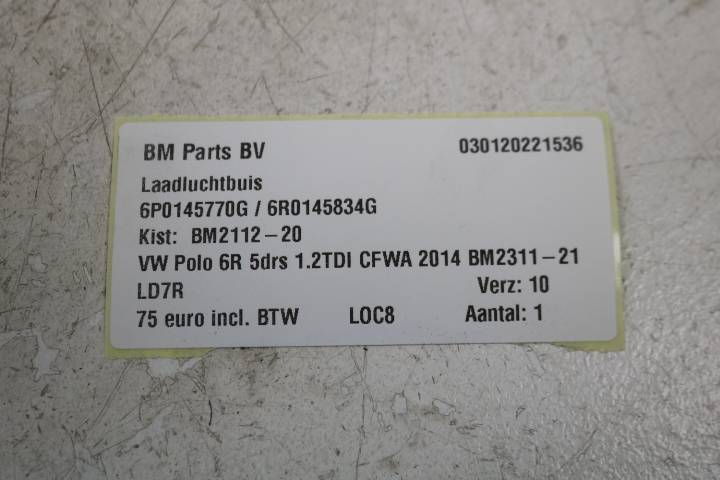 BM Parts BV 030120221536
Laadluchtbuis
6P0145770G / 6R0145834G
Kist: BM2112-20
VW Polo 6R 5drs 1.2TDI CFWA 2014 BM2311-21
LD7R Verz: 10
75 euro incl. BTW LOC8 Aantal: 1